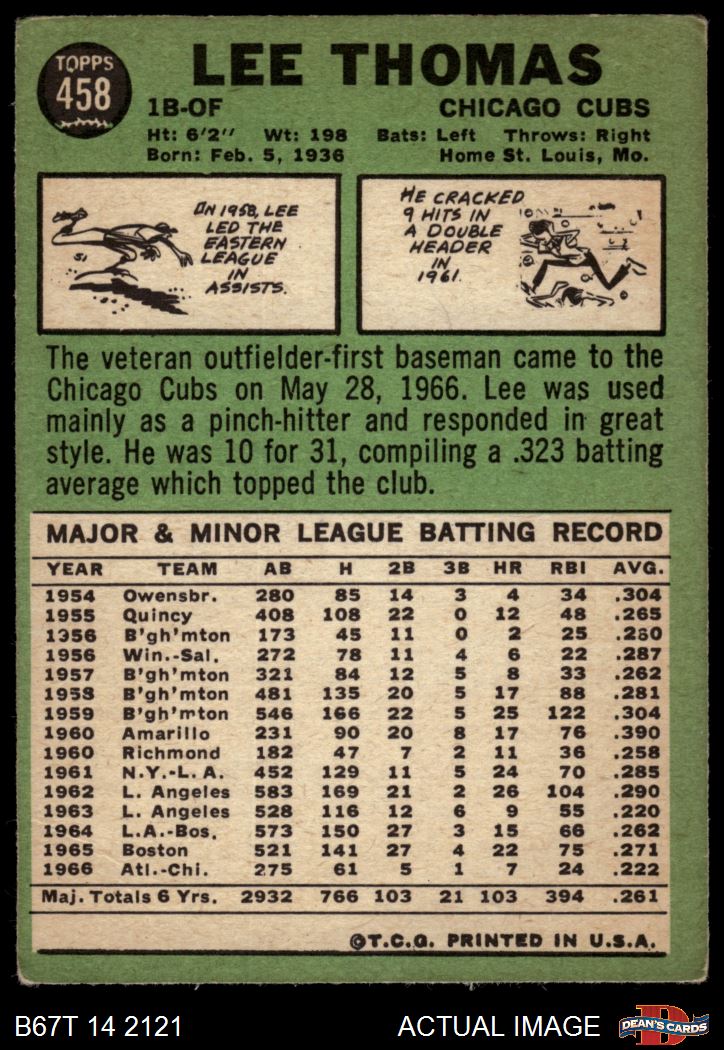 TOPPS
458
LEE THOMAS
1B-OF CHICAGO CUBS
Ht: 6'2" Wt: 198 Bats: Left Throws: Right
Born: Feb. 5, 1936 Home St. Louis, Mo.
IN 1958, LEE
LED THE
EASTERN
LEAGUE
IN
ASSISTS.
HE CRACKED
9 HITS IN
A DOUBLE
HEADER
IN
1961.
The veteran outfielder-first baseman came to the
Chicago Cubs on May 28, 1966. Lee was used
mainly as a pinch-hitter and responded in great
style. He was 10 for 31, compiling a .323 batting
average which topped the club.
MAJOR & MINOR LEAGUE BATTING RECORD
YEAR TEAM AB H 2B 3B HR RBI AVG.
1954 Owensbr. 280 85 14 3 4 34 .304
1955 Quincy 408 108 22 0 12 48 .265
1956 B'gh'mton 173 45 11 0 2 25 .260
1956 Win.-Sal. 272 78 11 4 6 22 .287
1957 B'gh'mton 321 84 12 5 8 33 .262
1958 B'gh'mton 481 135 20 5 17 88 .281
1959 B'gh'mton 546 166 22 5 25 122 .304
1960 Amarillo 231 90 20 8 17 76 .390
1960 Richmond 182 47 7 2 11 36 .258
1961 N.Y.-L. A. 452 129 11 5 24 70 .285
1962 L. Angeles 583 169 21 2 26 104 .290
1963 L. Angeles 528 116 12 6 9 55 .220
1964 L.A.-Bos. 573 150 27 3 15 66 .262
1965 Boston 521 141 27 4 22 75 .271
1966 Atl.-Chi. 275 61 5 1 7 24 .222
Maj. Totals 6 Yrs. 2932 766 103 21 103 394 .261
©T.C.G. PRINTED IN U.S.A.
B67T 14 2121 ACTUAL IMAGE
D
DEAN'S CARDS